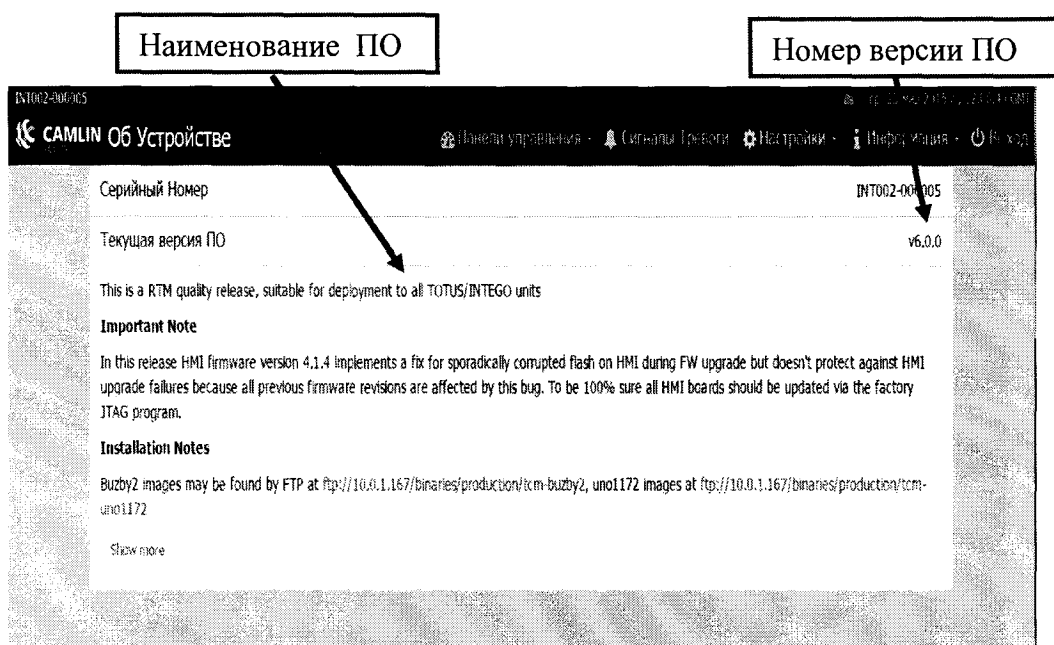 Наименование ПО
Номер версии ПО
INT002-000005
CAMLIN Об Устройстве
Панели управления Сигналы Тревоги Настройки Информация Выход
Серийный Номер INT002-000005
Текущая версия ПО v6.0.0
This is a RTM quality release, suitable for deployment to all TOTUS/INTEGO units
Important Note
In this release HMI firmware version 4.1.4 implements a fix for sporadically corrupted flash on HMI during FW upgrade but doesn't protect against HMI
upgrade failures because all previous firmware revisions are affected by this bug. To be 100% sure all HMI boards should be updated via the factory
JTAG program.
Installation Notes
Buzby2 images may be found by FTP at ftp://10.0.1.167/binaries/production/tcm-buzby2, uno1172 images at ftp://10.0.1.167/binaries/production/tcm-
uno1172
Show more